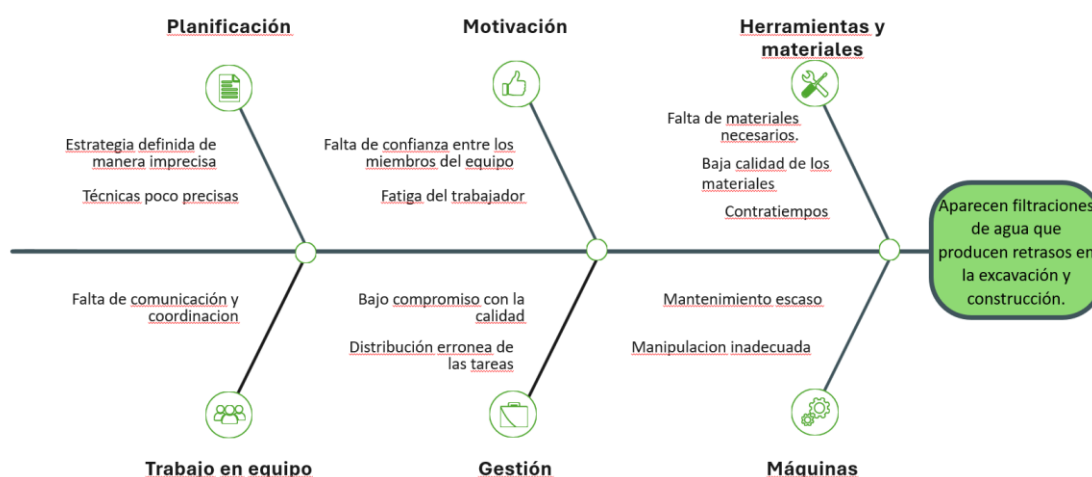 Planificación
Motivación
Herramientas y
materiales
Estrategia definida de
manera imprecisa
Técnicas poco precisas
Falta de confianza entre los
miembros del equipo
Fatiga del trabajador
Falta de materiales
necesarios.
Baja calidad de los
materiales
Contratiempos
Aparecen filtraciones
de agua que
producen retrasos en
la excavación y
construcción.
Falta de comunicación y
coordinacion
Bajo compromiso con la
calidad
Distribución erronea de
las tareas
Mantenimiento escaso
Manipulacion inadecuada
Trabajo en equipo
Gestión
Máquinas